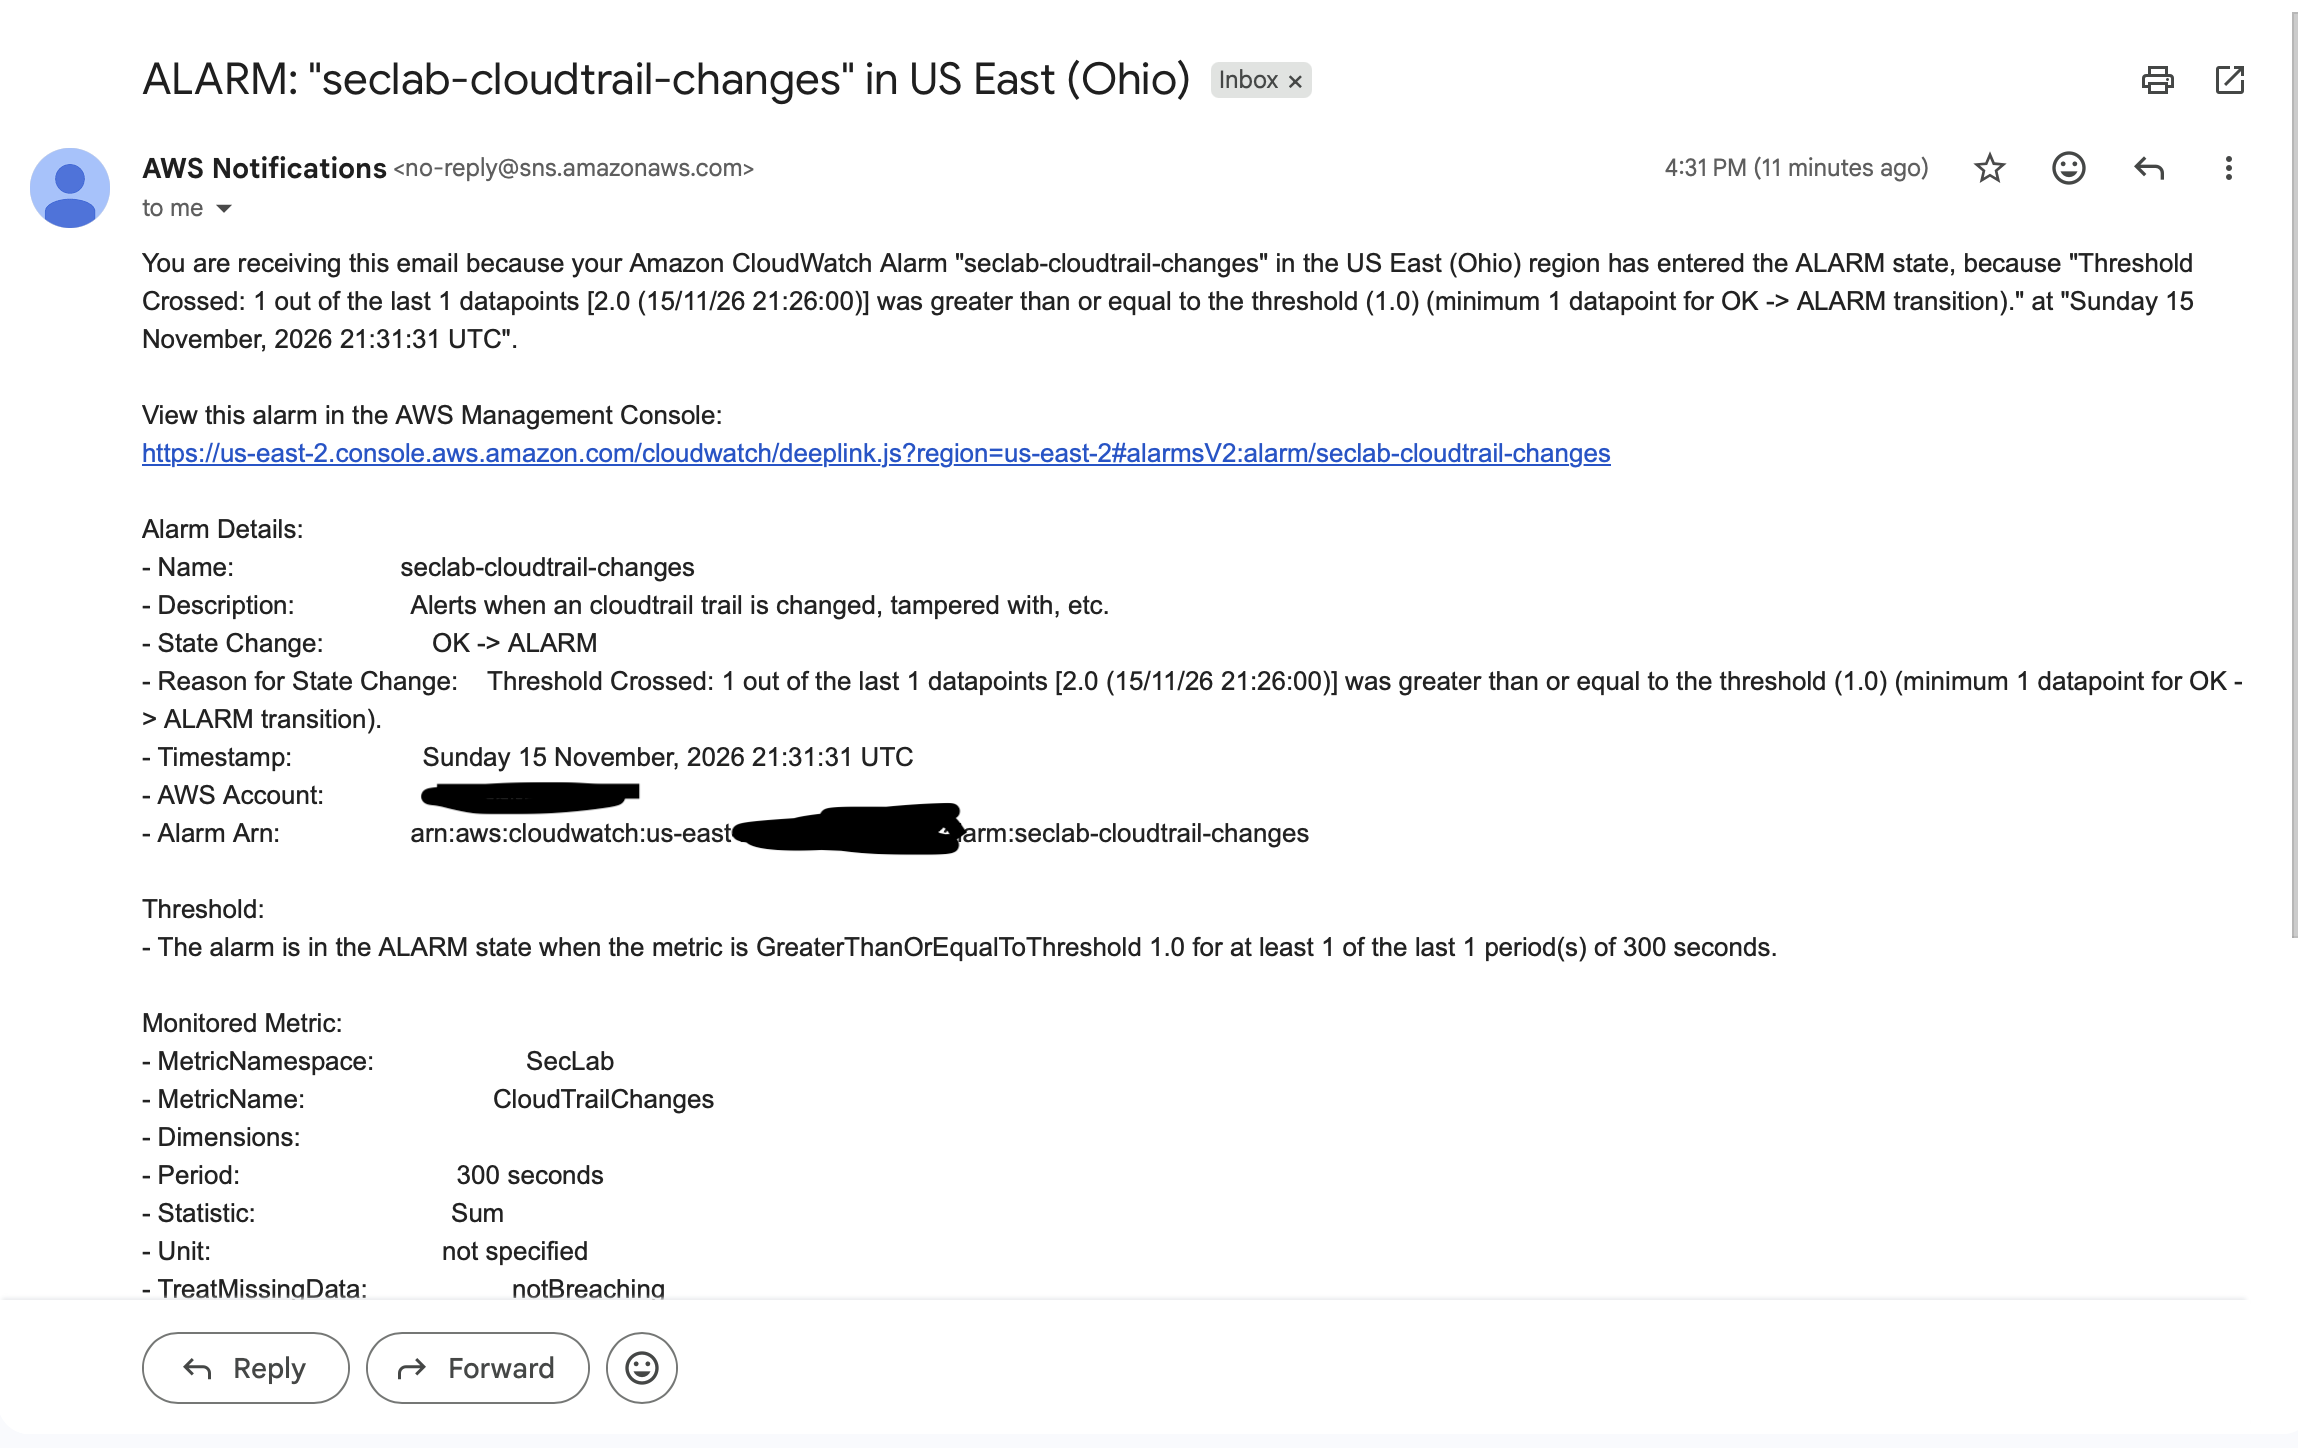 ALARM: "seclab-cloudtrail-changes" in US East (Ohio) Inbox ×
AWS Notifications <no-reply@sns.amazonaws.com> 4:31 PM (11 minutes ago)
to me
You are receiving this email because your Amazon CloudWatch Alarm "seclab-cloudtrail-changes" in the US East (Ohio) region has entered the ALARM state, because "Threshold
Crossed: 1 out of the last 1 datapoints [2.0 (15/11/26 21:26:00)] was greater than or equal to the threshold (1.0) (minimum 1 datapoint for OK -> ALARM transition)." at "Sunday 15
November, 2026 21:31:31 UTC".
View this alarm in the AWS Management Console:
https://us-east-2.console.aws.amazon.com/cloudwatch/deeplink.js?region=us-east-2#alarmsV2:alarm/seclab-cloudtrail-changes
Alarm Details:
- Name: seclab-cloudtrail-changes
- Description: Alerts when an cloudtrail trail is changed, tampered with, etc.
- State Change: OK -> ALARM
- Reason for State Change: Threshold Crossed: 1 out of the last 1 datapoints [2.0 (15/11/26 21:26:00)] was greater than or equal to the threshold (1.0) (minimum 1 datapoint for OK -
> ALARM transition).
- Timestamp: Sunday 15 November, 2026 21:31:31 UTC
- AWS Account:
- Alarm Arn: arn:aws:cloudwatch:us-east arm:seclab-cloudtrail-changes
Threshold:
- The alarm is in the ALARM state when the metric is GreaterThanOrEqualToThreshold 1.0 for at least 1 of the last 1 period(s) of 300 seconds.
Monitored Metric:
- MetricNamespace: SecLab
- MetricName: CloudTrailChanges
- Dimensions:
- Period: 300 seconds
- Statistic: Sum
- Unit: not specified
- TreatMissingData: notBreaching
Reply Forward